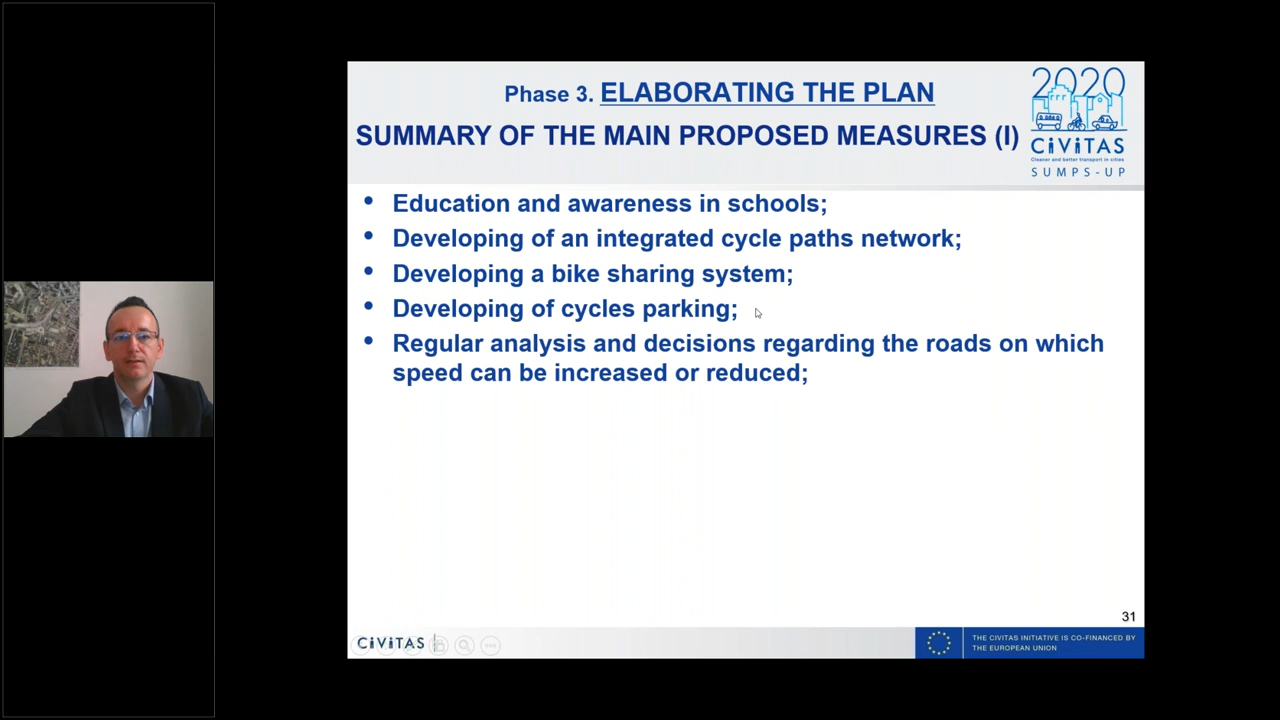 Phase 3. ELABORATING THE PLAN
SUMMARY OF THE MAIN PROPOSED MEASURES (I)
2020
CiViTAS
Cleaner and better transport in cities
SUMPS-UP
• Education and awareness in schools;
• Developing of an integrated cycle paths network;
• Developing a bike sharing system;
• Developing of cycles parking;
• Regular analysis and decisions regarding the roads on which
speed can be increased or reduced;
31
CiViTAS
THE CIVITAS INITIATIVE IS CO-FINANCED BY
THE EUROPEAN UNION